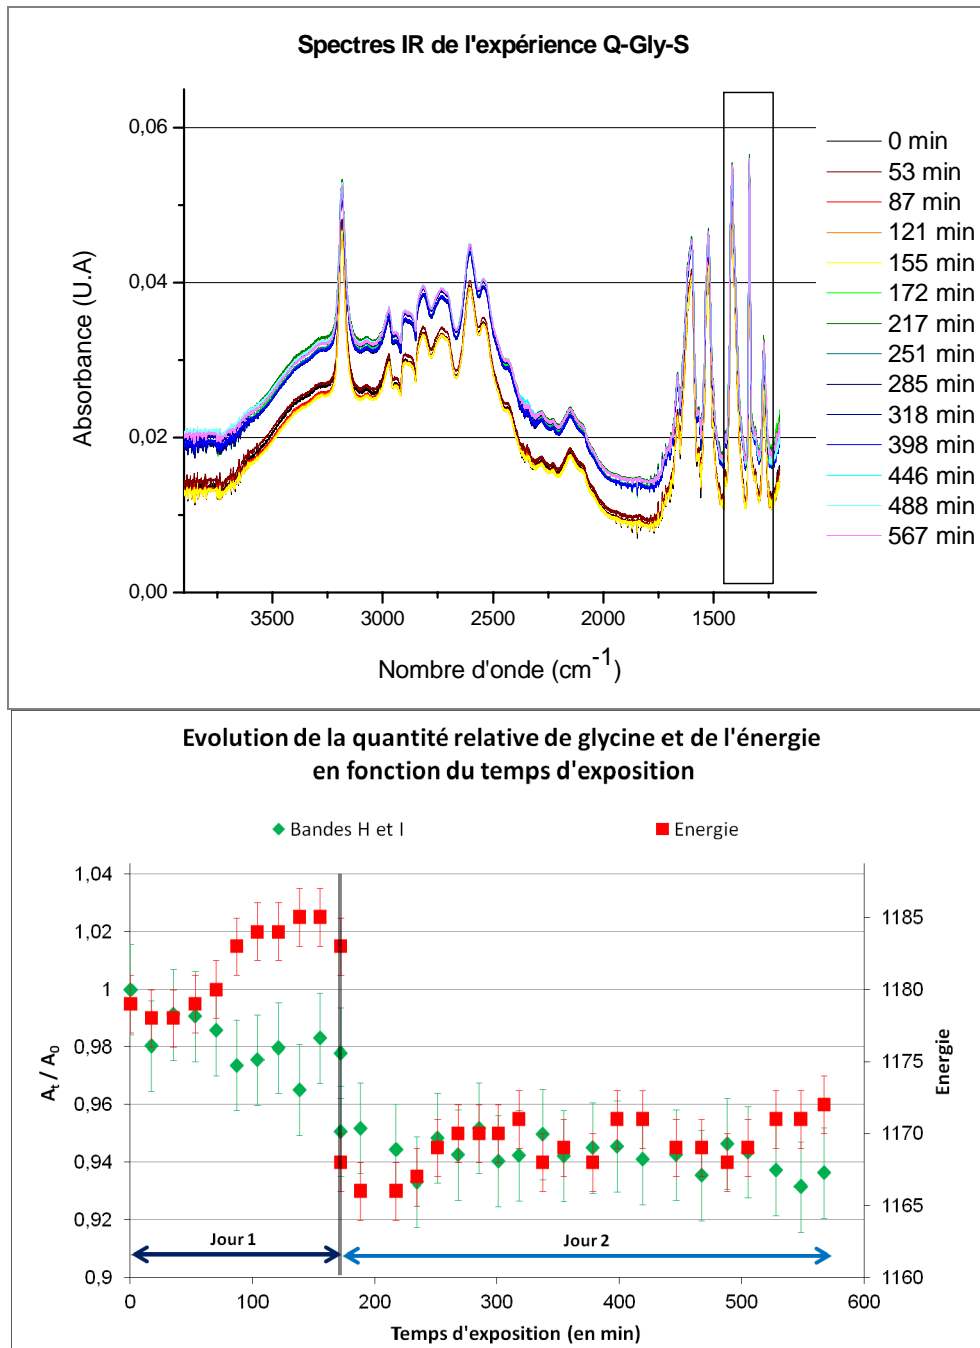 Spectres IR de l'expérience Q-Gly-S
0,06
0,04
0,02
0,00
Absorbance (U.A)
3500
3000
2500
2000
1500
Nombre d'onde (cm-1)
0 min
53 min
87 min
121 min
155 min
172 min
217 min
251 min
285 min
318 min
398 min
446 min
488 min
567 min
Evolution de la quantité relative de glycine et de l'énergie
en fonction du temps d'exposition
Bandes H et I
Energie
1,04
1,02
1
0,98
0,96
0,94
0,92
0,9
At / A0
1185
1180
1175
1170
1165
1160
Energie
Jour 1
Jour 2
0
100
200
300
400
500
600
Temps d'exposition (en min)